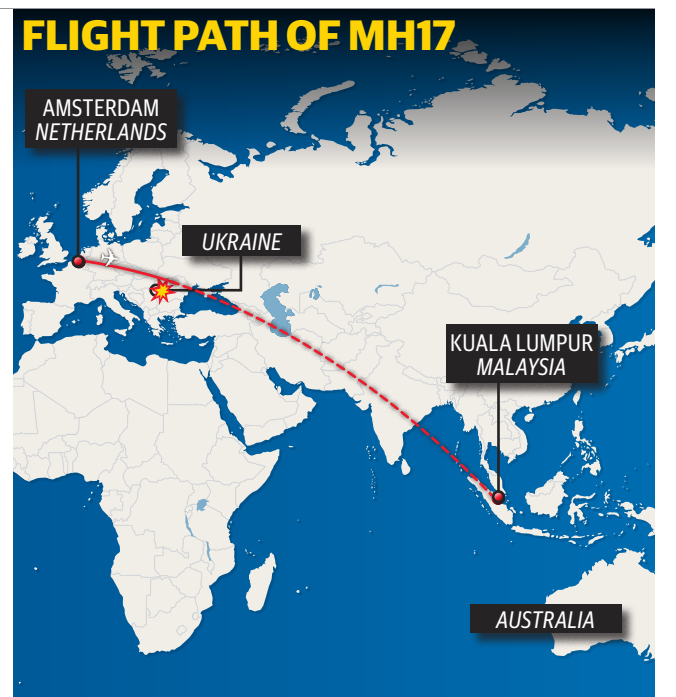 FLIGHT PATH OF MH17
AMSTERDAM
NETHERLANDS
UKRAINE
KUALA LUMPUR
MALAYSIA
AUSTRALIA